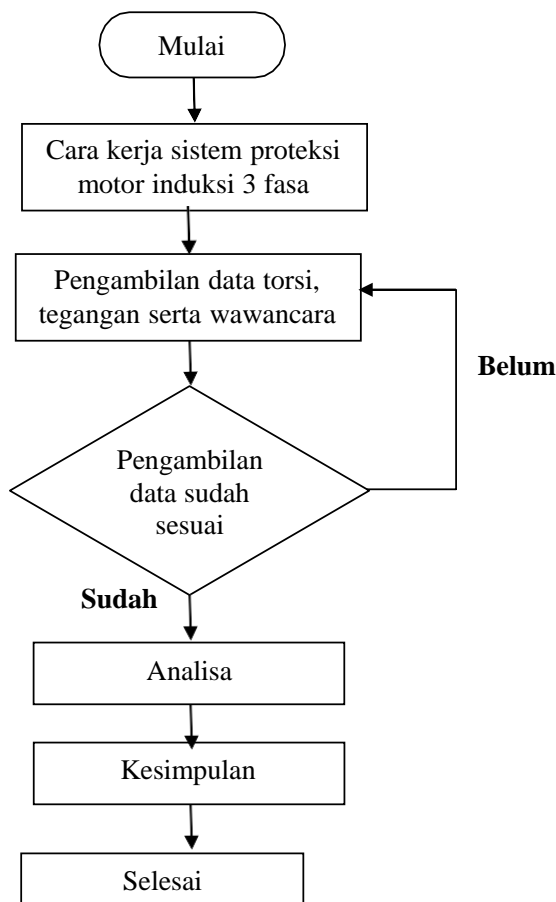 Mulai
Cara kerja sistem proteksi
motor induksi 3 fasa
Pengambilan data torsi,
tegangan serta wawancara
Belum
Pengambilan
data sudah
sesuai
Sudah
Analisa
Kesimpulan
Selesai